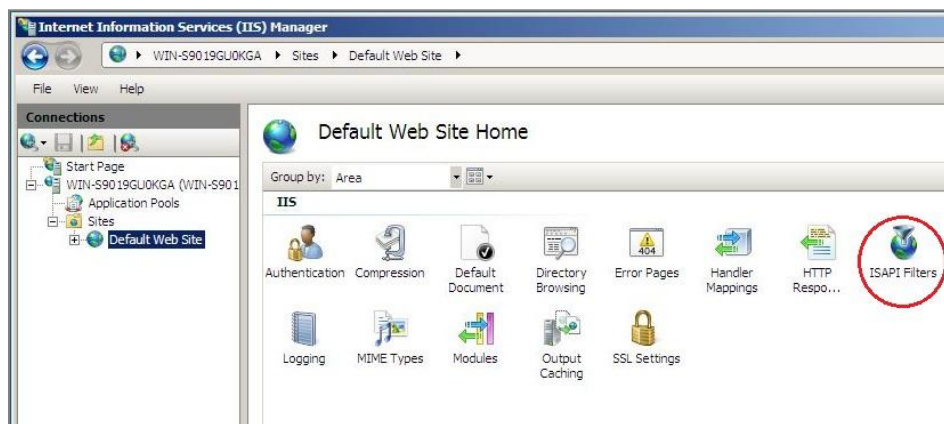 Internet Information Services (IIS) Manager
WIN-S9019GU0KGA Sites Default Web Site
File View Help
Connections
Start Page
WIN-S9019GU0KGA (WIN-S901
Application Pools
Sites
Default Web Site
Default Web Site Home
Group by: Area
IIS
Authentication Compression Default Document Directory Browsing Error Pages Handler Mappings HTTP Respo... ISAPI Filters
404
Logging MIME Types Modules Output Caching SSL Settings